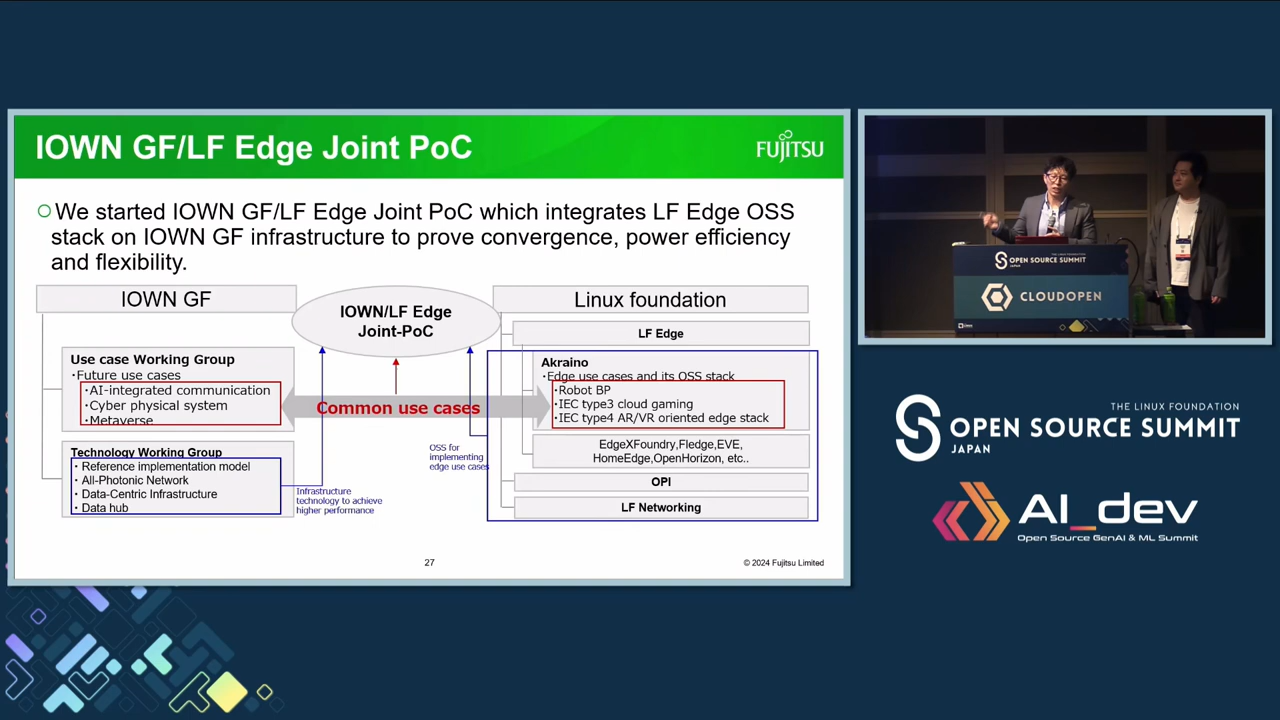 IOWN GF/LF Edge Joint PoC
FUJITSU
We started IOWN GF/LF Edge Joint PoC which integrates LF Edge OSS
stack on IOWN GF infrastructure to prove convergence, power efficiency
and flexibility.
IOWN GF
IOWN/LF Edge
Joint-PoC
Linux foundation
LF Edge
Use case Working Group
・Future use cases
・AI-integrated communication
・Cyber physical system
・Metaverse
Common use cases
Akraino
・Edge use cases and its OSS stack
・Robot BP
・IEC type3 cloud gaming
・IEC type4 AR/VR oriented edge stack
Technology Working Group
・ Reference implementation model
・ All-Photonic Network
・ Data-Centric Infrastructure
・ Data hub
Infrastructure
technology to achieve
higher performance
OSS for
implementing
edge use cases
EdgeXFoundry,Fledge,EVE,
HomeEdge,OpenHorizon, etc..
OPI
LF Networking
27
© 2024 Fujitsu Limited
THE LINUX FOUNDATION
OPEN SOURCE SUMMIT
JAPAN
CLOUDOPEN
THE LINUX FOUNDATION
OPEN SOURCE SUMMIT
JAPAN
AI_dev
Open Source GenAI & ML Summit